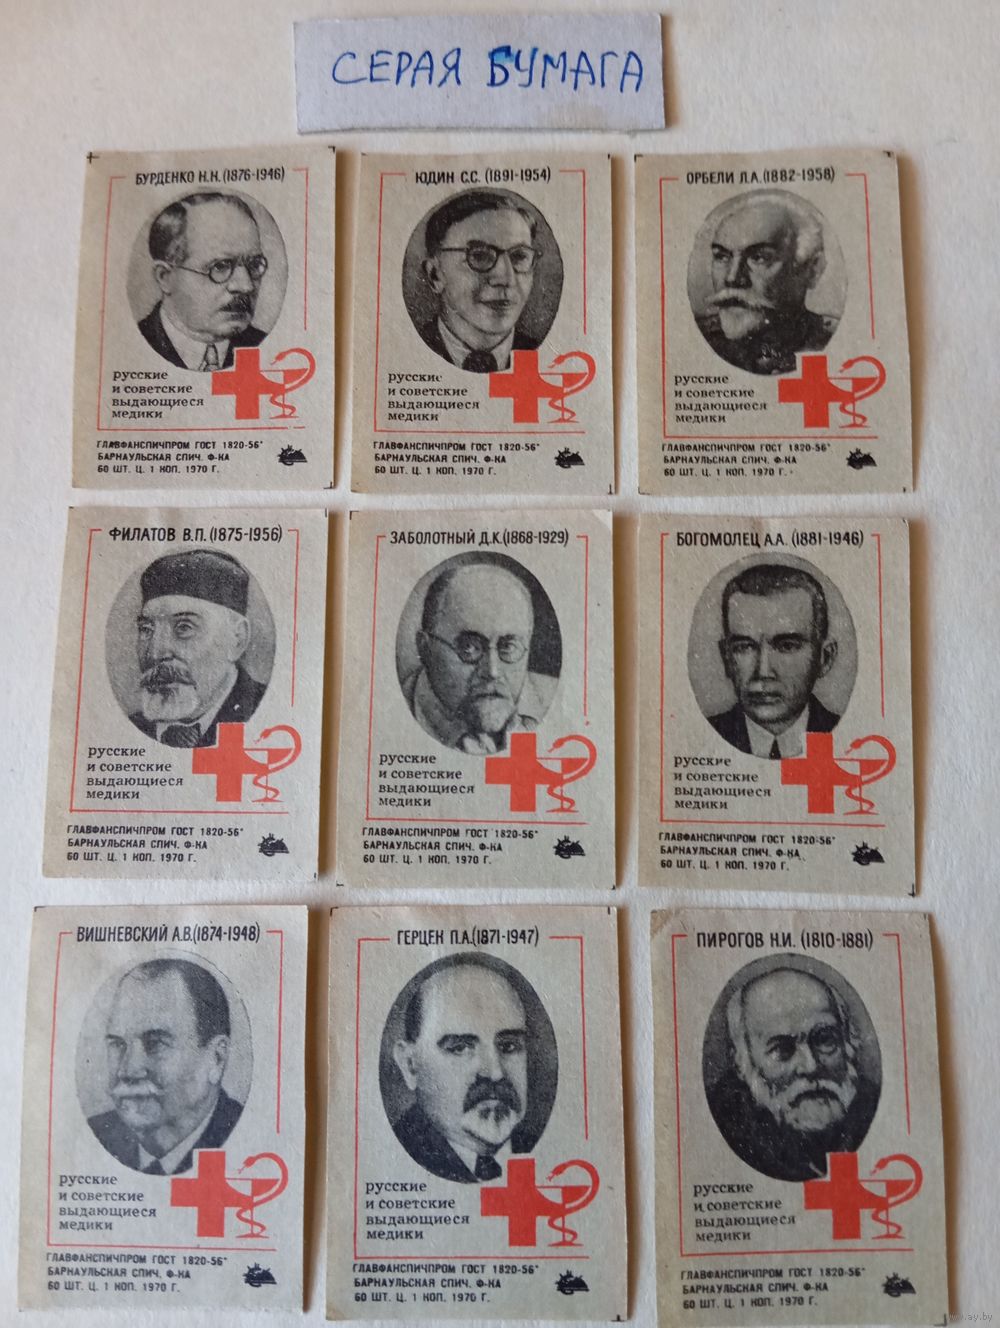 СЕРАЯ БУМАГА
БУРДЕНКО Н.Н. (1876-1946)
русские
и советские
выдающиеся
медики
ГЛАВФАНСПИЧПРОМ ГОСТ 1820-56*
БАРНАУЛЬСКАЯ СПИЧ. Ф-КА
60 ШТ. Ц. 1 КОП. 1970 Г.
ЮДИН С.С. (1891-1954)
русские
и советские
выдающиеся
медики
ГЛАВФАНСПИЧПРОМ ГОСТ 1820-56*
БАРНАУЛЬСКАЯ СПИЧ. Ф-КА
60 ШТ. Ц. 1 КОП. 1970 Г.
ОРБЕЛИ Л.А. (1882-1958)
русские
и советские
выдающиеся
медики
ГЛАВФАНСПИЧПРОМ ГОСТ 1820-56*
БАРНАУЛЬСКАЯ СПИЧ. Ф-КА
60 ШТ. Ц. 1 КОП. 1970 Г.
ФИЛАТОВ В.П. (1875-1956)
русские
и советские
выдающиеся
медики
ГЛАВФАНСПИЧПРОМ ГОСТ 1820-56*
БАРНАУЛЬСКАЯ СПИЧ. Ф-КА
60 ШТ. Ц. 1 КОП. 1970 Г.
ЗАБОЛОТНЫЙ Д.К. (1868-1929)
русские
и советские
выдающиеся
медики
ГЛАВФАНСПИЧПРОМ ГОСТ 1820-56*
БАРНАУЛЬСКАЯ СПИЧ. Ф-КА
60 ШТ. Ц. 1 КОП. 1970 Г.
БОГОМОЛЕЦ А.А. (1881-1946)
русские
и советские
выдающиеся
медики
ГЛАВФАНСПИЧПРОМ ГОСТ 1820-56*
БАРНАУЛЬСКАЯ СПИЧ. Ф-КА
60 ШТ. Ц. 1 КОП. 1970 Г.
ВИШНЕВСКИЙ А.В. (1874-1948)
русские
и советские
выдающиеся
медики
ГЛАВФАНСПИЧПРОМ ГОСТ 1820-56*
БАРНАУЛЬСКАЯ СПИЧ. Ф-КА
60 ШТ. Ц. 1 КОП. 1970 Г.
ГЕРЦЕН П.А. (1871-1947)
русские
и советские
выдающиеся
медики
ГЛАВФАНСПИЧПРОМ ГОСТ 1820-56*
БАРНАУЛЬСКАЯ СПИЧ. Ф-КА
60 ШТ. Ц. 1 КОП. 1970 Г.
ПИРОГОВ Н.И. (1810-1881)
русские
и советские
выдающиеся
медики
ГЛАВФАНСПИЧПРОМ ГОСТ 1820-56*
БАРНАУЛЬСКАЯ СПИЧ. Ф-КА
60 ШТ. Ц. 1 КОП. 1970 Г.
www.ay.by